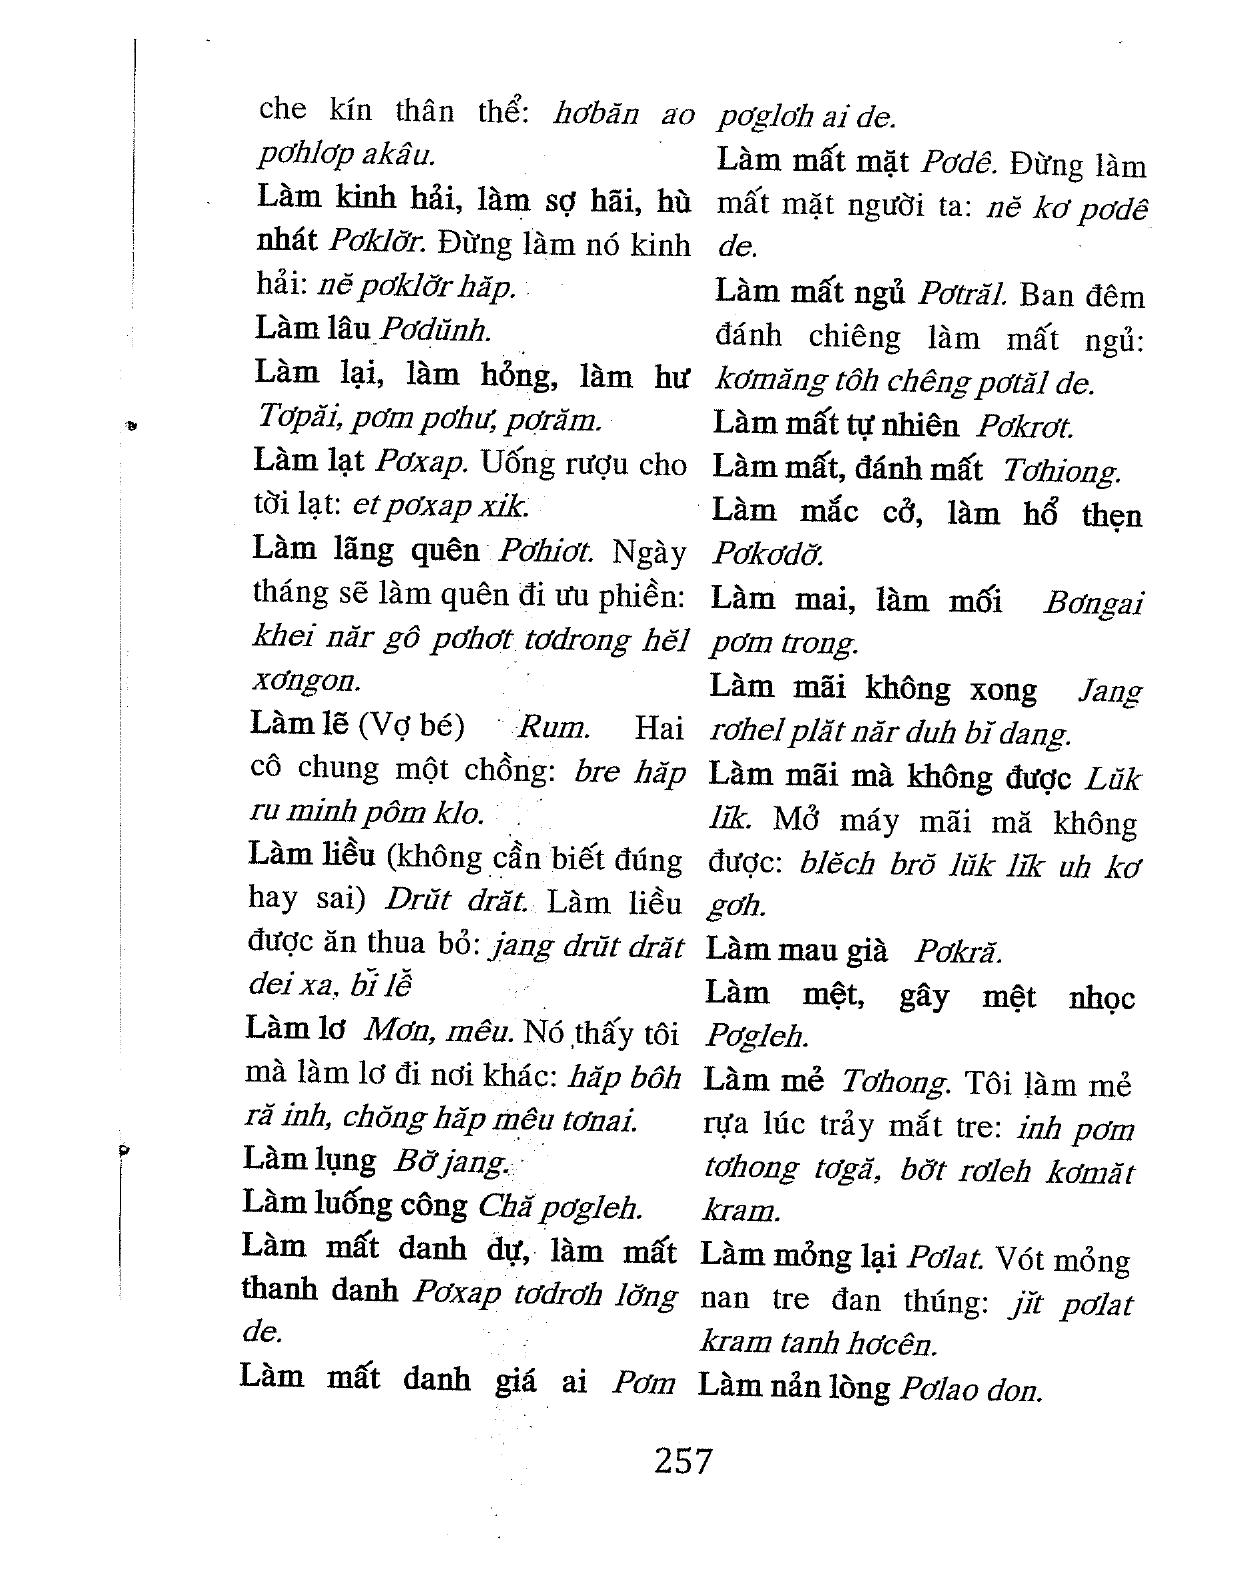 che kín thân thể: hơbăn ao
pơhlơp akâu.
Làm kinh hải, làm sợ hãi, hù
nhát Pơklỡr. Đừng làm nó kinh
hải: nĕ pơklỡr hăp.
Làm lâu Pơdŭnh.
Làm lại, làm hỏng, làm hư
Tơpăi, pơm pơhư, pơrăm.
Làm lạt Pơxap. Uống rượu cho
tời lạt: et pơxap xik.
Làm lãng quên Pơhiơt. Ngày
tháng sẽ làm quên đi ưu phiền:
khei năr gô pơhơt tơdrong hĕl
xơngon.
Làm lẽ (Vợ bé) Rum. Hai
cô chung một chồng: bre hăp
ru minh pôm klo.
Làm liều (không cần biết đúng
hay sai) Drŭt drăt. Làm liều
được ăn thua bỏ: jang drŭt drăt
dei xa, bĭ lễ
Làm lơ Mơn, mêu. Nó thấy tôi
mà làm lơ đi nơi khác: hăp bôh
ră inh, chŏng hăp mêu tơnai.
Làm lụng Bỡ jang.
Làm luống công Chă pơgleh.
Làm mất danh dự, làm mất
thanh danh Pơxap tơdrơh lỡng
de.
Làm mất danh giá ai Pơm
pơglơh ai de.
Làm mất mặt Pơdê. Đừng làm
mất mặt người ta: nĕ kơ pơdê
de.
Làm mất ngủ Pơtrăl. Ban đêm
đánh chiêng làm mất ngủ:
kơmăng tôh chêng pơtăl de.
Làm mất tự nhiên Pơkrơt.
Làm mất, đánh mất Tơhiong.
Làm mắc cở, làm hổ thẹn
Pơkơdỡ.
Làm mai, làm mối Bơngai
pơm trong.
Làm mãi không xong Jang
rơhel plăt năr duh bĭ dang.
Làm mãi mà không được Lŭk
lĭk. Mở máy mãi mă không
được: blĕch brŏ lŭk lĭk uh kơ
gơh.
Làm mau già Pơkră.
Làm mệt, gây mệt nhọc
Pơgleh.
Làm mẻ Tơhong. Tôi làm mẻ
rựa lúc trảy mắt tre: inh pơm
tơhong tơgă, bỡt rơleh kơmăt
kram.
Làm mỏng lại Pơlat. Vót mỏng
nan tre đan thúng: jĭt pơlat
kram tanh hơcên.
Làm nản lòng Pơlao don.
257